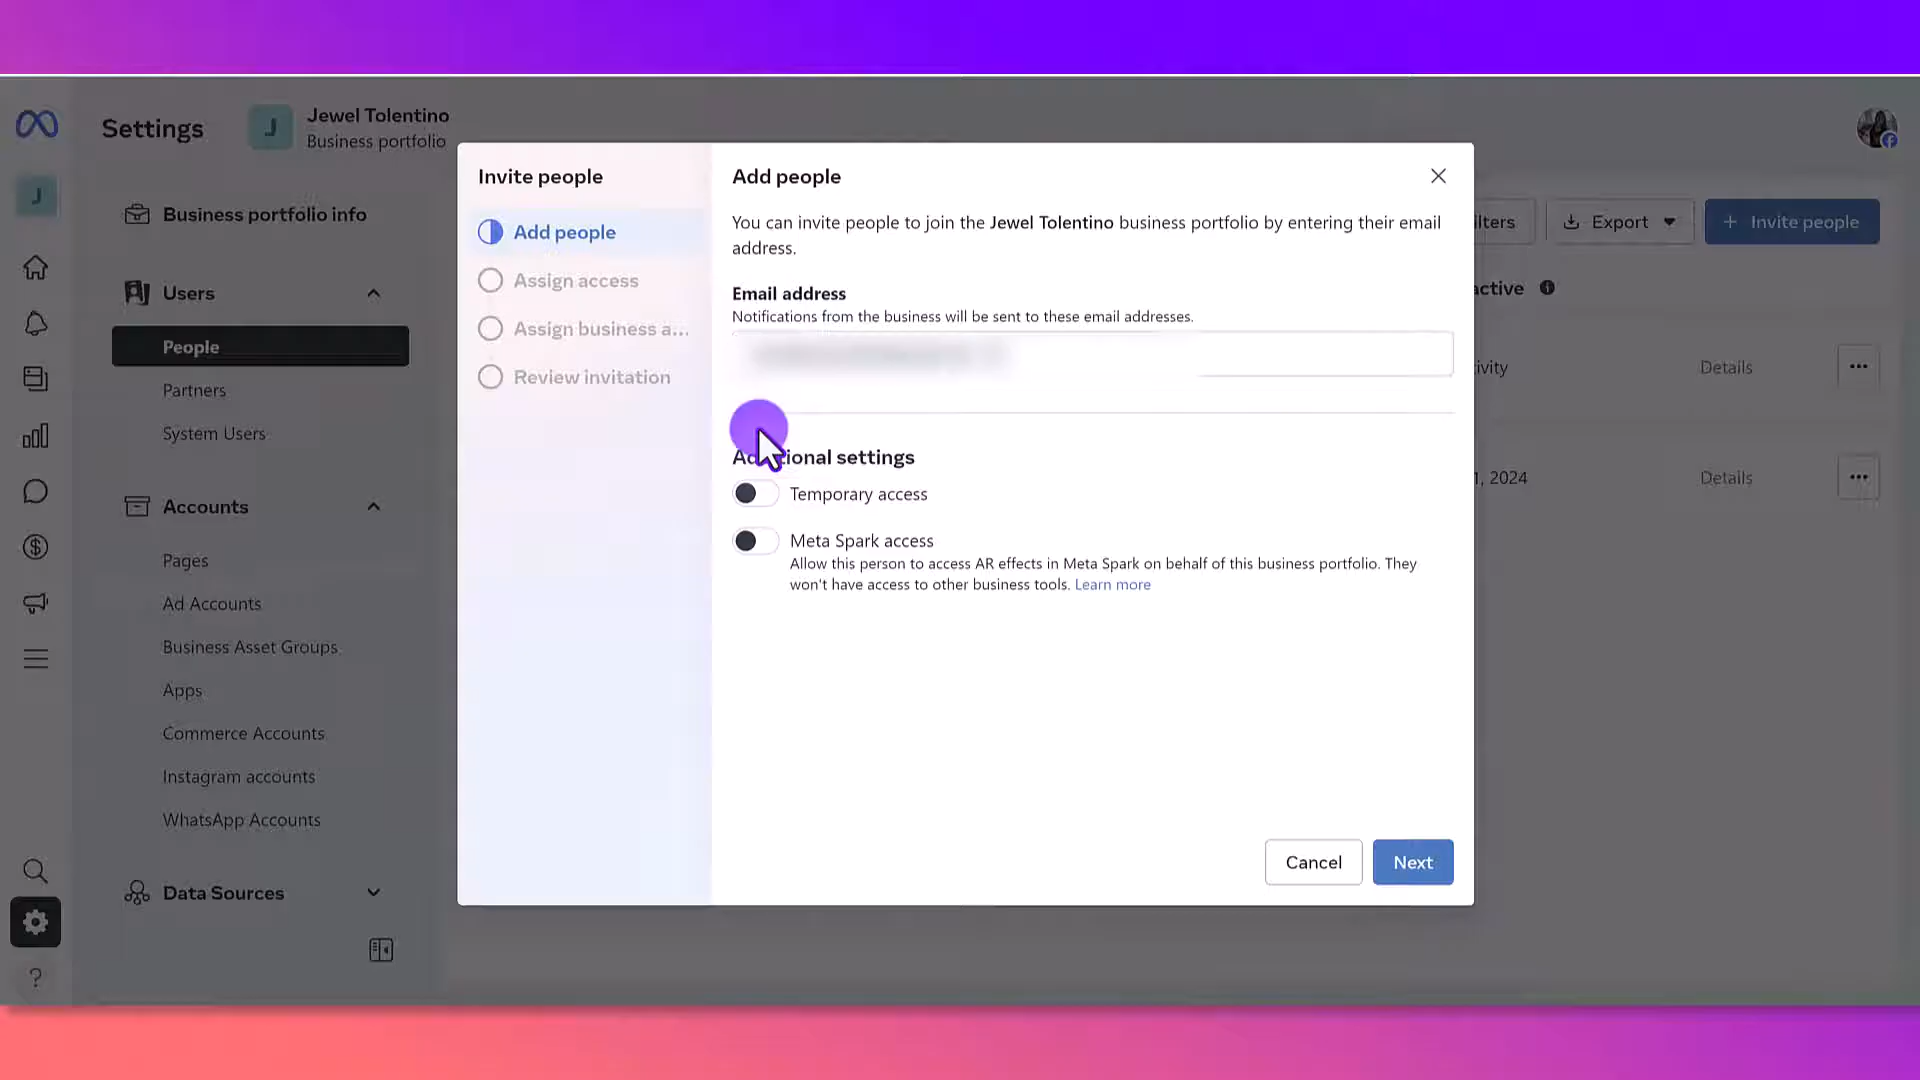 Settings
J
Jewel Tolentino
Business portfolio
J
Business portfolio info
Users
People
Partners
System Users
Accounts
Pages
Ad Accounts
Business Asset Groups
Apps
Commerce Accounts
Instagram accounts
WhatsApp Accounts
Data Sources
?
Invite people
Add people
Assign access
Assign business a...
Review invitation
Add people
You can invite people to join the Jewel Tolentino business portfolio by entering their email
address.
Email address
Notifications from the business will be sent to these email addresses.
settings
Temporary access
Meta Spark access
Allow this person to access AR effects in Meta Spark on behalf of this business portfolio. They
won't have access to other business tools. Learn more
Cancel
Next
Export
+ Invite people
Details
2024
Details